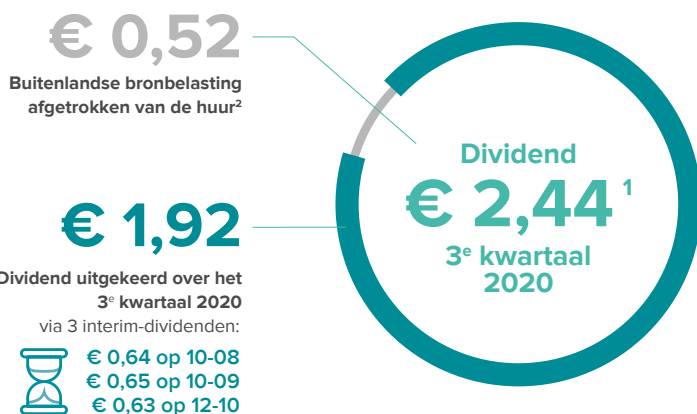 € 0,52
Buitenlandse bronbelasting
afgetrokken van de huur²
€ 1,92
Dividend uitgekeerd over het
3ᵉ kwartaal 2020
via 3 interim-dividenden:
€ 0,64 op 10-08
€ 0,65 op 10-09
€ 0,63 op 12-10
Dividend
€ 2,44 ¹
3ᵉ kwartaal
2020